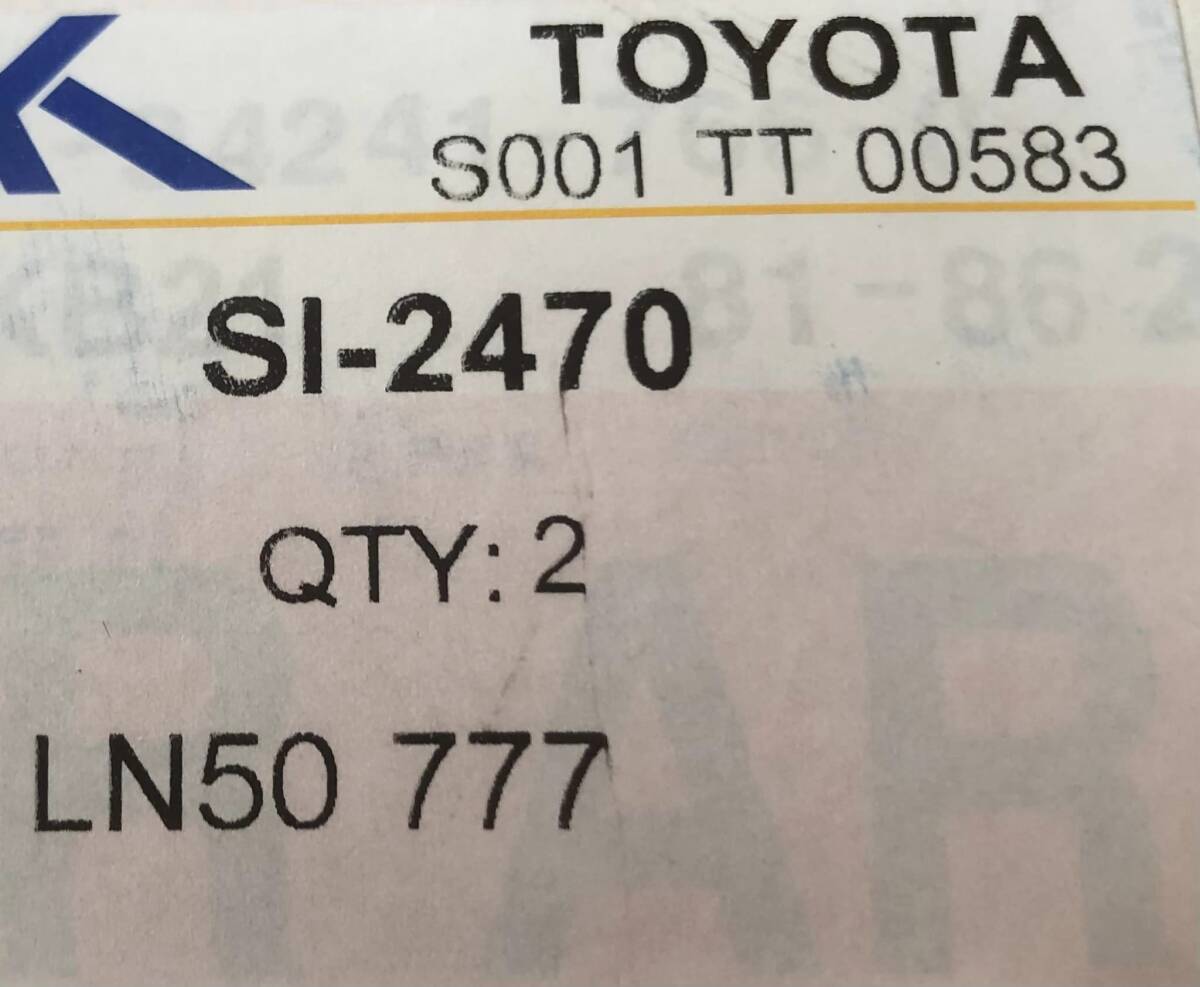 K TOYOTA
S001 TT 00583
SI-2470
QTY: 2
LN50 777